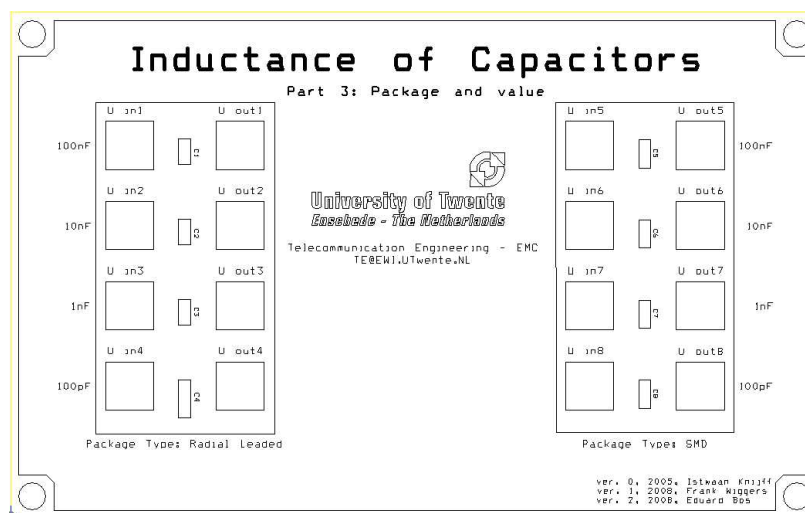 Inductance of Capacitors
Part 3: Package and value
U in1 U out1
100nF C1
U in2 U out2
10nF C2
U in3 U out3
1nF C3
U in4 U out4
100pF C4
Package Type: Radial Leaded
University of Twente
Enschede - The Netherlands
Telecommunication Engineering - EMC
TE@EWI.UTwente.NL
U in5 U out5
C5 100nF
U in6 U out6
C6 10nF
U in7 U out7
C7 1nF
U in8 U out8
C8 100pF
Package Type: SMD
ver. 0, 2005, Istwaan Knijff
ver. 1, 2008, Frank Wiggers
ver. 2, 2008, Eduard Bos